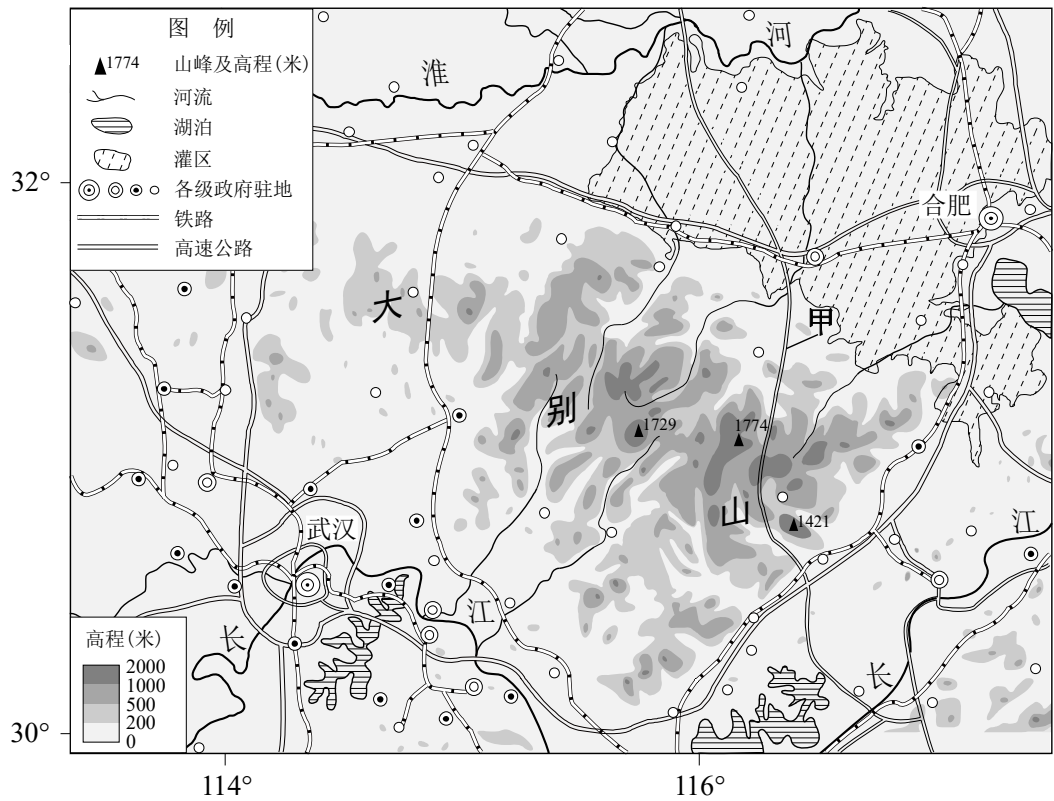 图 例
1774
山峰及高程(米)
河流
湖泊
灌区
各级政府驻地
铁路
高速公路
淮
河
32°
合肥
大
甲
别
1729
1774
山
1421
武汉
江
江
长
长
高程(米)
2000
1000
500
200
0
30°
114°
116°